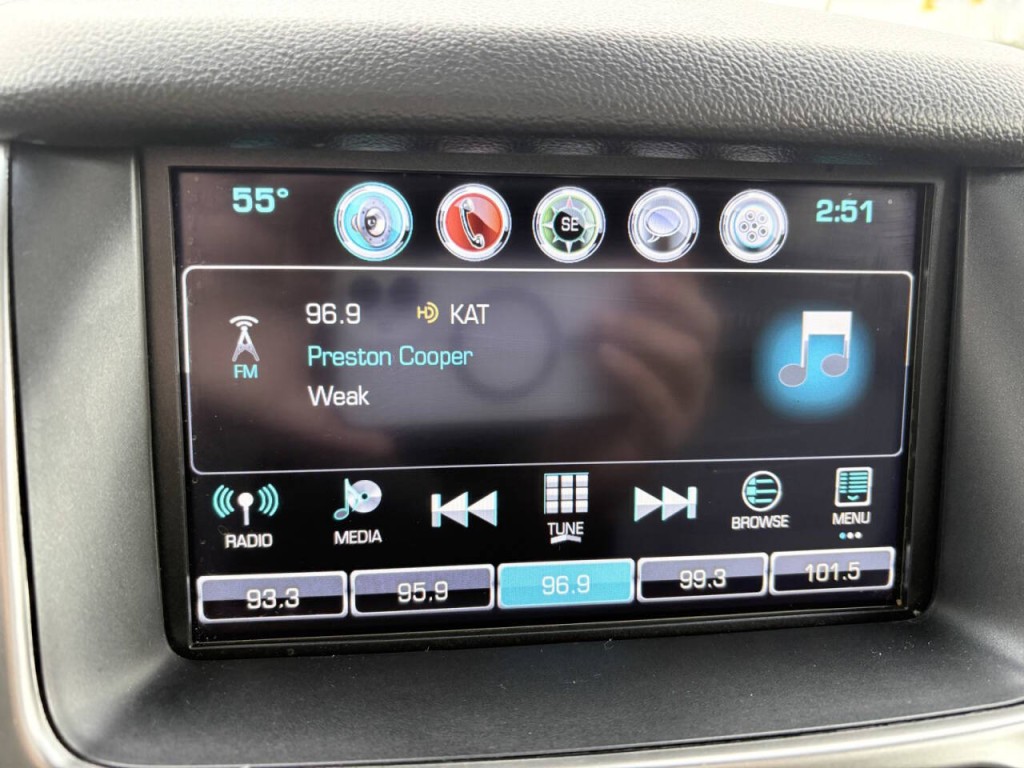 55° SE 2:51
96.9 HD KAT
FM Preston Cooper
Weak
RADIO MEDIA TUNE BROWSE MENU
93.3 95.9 96.9 99.3 101.5